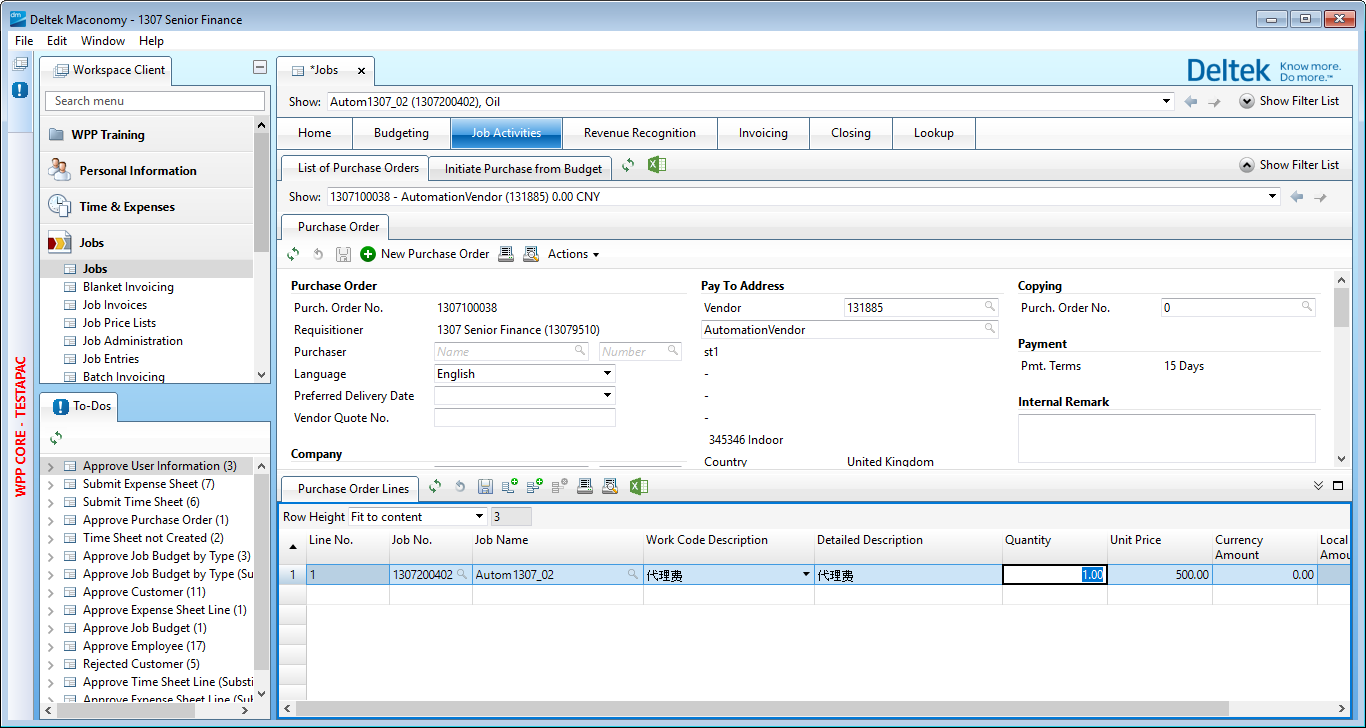 Deltek Maconomy - 1307 Senior Finance
File Edit Window Help
Workspace Client
Search menu
WPP Training
Personal Information
Time & Expenses
Jobs
Jobs
Blanket Invoicing
Job Invoices
Job Price Lists
Job Administration
Job Entries
Batch Invoicing
WPP CORE - TESTAPAC
To-Dos
Approve User Information (3)
Submit Expense Sheet (7)
Submit Time Sheet (6)
Approve Purchase Order (1)
Time Sheet not Created (2)
Approve Job Budget by Type (3)
Approve Job Budget by Type (Su
Approve Customer (11)
Approve Expense Sheet Line (1)
Approve Job Budget (1)
Approve Employee (17)
Rejected Customer (5)
Approve Time Sheet Line (Substi
Approve Expense Sheet Line (Sul
*Jobs
Deltek Know more.
Do more.™
Show: Autom1307_02 (1307200402), Oil
Show Filter List
Home Budgeting Job Activities Revenue Recognition Invoicing Closing Lookup
List of Purchase Orders Initiate Purchase from Budget
Show Filter List
Show: 1307100038 - AutomationVendor (131885) 0.00 CNY
Purchase Order
New Purchase Order Actions
Purchase Order
Purch. Order No. 1307100038
Requisitioner 1307 Senior Finance (13079510)
Purchaser Name Number
Language English
Preferred Delivery Date
Vendor Quote No.
Company
Pay To Address
Vendor 131885
AutomationVendor
st1
-
-
-
345346 Indoor
Country United Kingdom
Copying
Purch. Order No. 0
Payment
Pmt. Terms 15 Days
Internal Remark
Purchase Order Lines
Row Height Fit to content 3
Line No. Job No. Job Name Work Code Description Detailed Description Quantity Unit Price Currency Amount Local Amou
1 1 1307200402 Autom1307_02 代理费 代理费 1.00 500.00 0.00